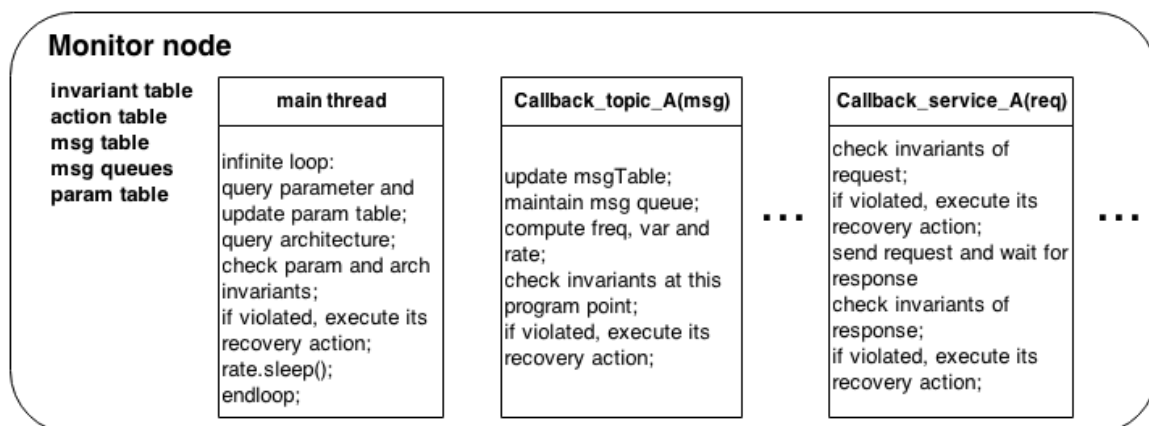 Monitor node
invariant table
action table
msg table
msg queues
param table
main thread
infinite loop:
query parameter and
update param table;
query architecture;
check param and arch
invariants;
if violated, execute its
recovery action;
rate.sleep();
endloop;
Callback_topic_A(msg)
update msgTable;
maintain msg queue;
compute freq, var and
rate;
check invariants at this
program point;
if violated, execute its
recovery action;
...
Callback_service_A(req)
check invariants of
request;
if violated, execute its
recovery action;
send request and wait for
response
check invariants of
response;
if violated, execute its
recovery action;
...